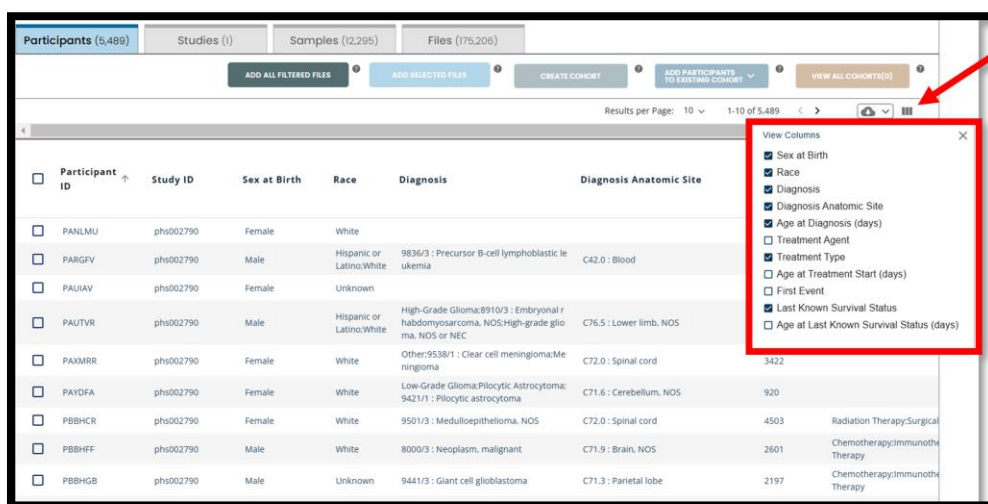 Participants (5,489) Studies (1) Samples (12,295) Files (175,206)
ADD ALL FILTERED FILES ADD SELECTED FILES CREATE COHORT ADD PARTICIPANTS VIEW ALL COHORTS(0)
TO EXISTING COHORT
Results per Page: 10 1-10 of 5,489
View Columns
Sex at Birth
Race
Diagnosis
Diagnosis Anatomic Site
Age at Diagnosis (days)
Treatment Agent
Treatment Type
Age at Treatment Start (days)
First Event
Last Known Survival Status
Age at Last Known Survival Status (days)
Participant
ID Study ID Sex at Birth Race Diagnosis Diagnosis Anatomic Site
PANLMU phs002790 Female White
PARGFV phs002790 Male Hispanic or 9836/3 : Precursor B-cell lymphoblastic le C42.0 : Blood
Latino;White ukemia
PAUIAV phs002790 Female Unknown
High-Grade Glioma;8910/3 : Embryonal r
PAUTVR phs002790 Male Hispanic or habdomyosarcoma, NOS;High-grade glio C76.5 : Lower limb, NOS
Latino;White ma, NOS or NEC
PAXMRR phs002790 Female White Other;9538/1 : Clear cell meningioma;Me C72.0 : Spinal cord 3422
ningioma
PAYDFA phs002790 Female White Low-Grade Glioma;Pilocytic Astrocytoma; C71.6 : Cerebellum, NOS 920
9421/1 : Pilocytic astrocytoma
PBBHCR phs002790 Female White 9501/3 : Medulloepithelioma, NOS C72.0 : Spinal cord 4503 Radiation Therapy;Surgical
PBBHFF phs002790 Male White 8000/3 : Neoplasm, malignant C71.9 : Brain, NOS 2601 Chemotherapy;Immunothe
Therapy
PBBHGB phs002790 Male Unknown 9441/3 : Giant cell glioblastoma C71.3 : Parietal lobe 2197 Chemotherapy;Immunothe
Therapy